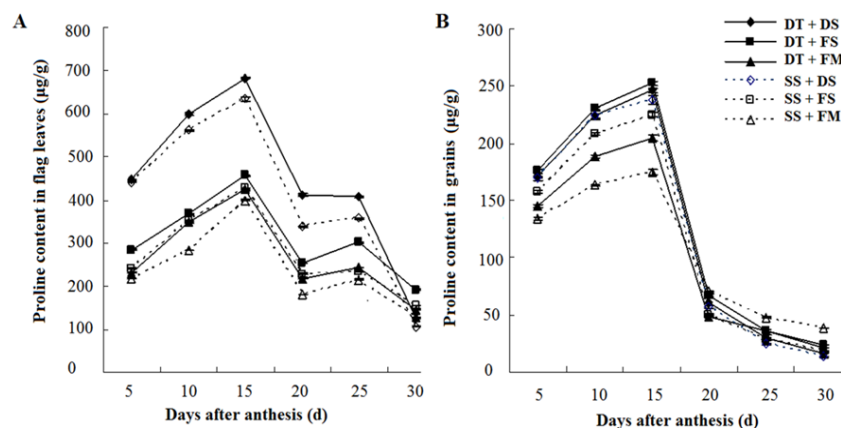 A
Proline content in flag leaves (µg/g)
800
700
600
500
400
300
200
100
0
5 10 15 20 25 30
Days after anthesis (d)
B
Proline content in grains (µg/g)
300
250
200
150
100
50
0
5 10 15 20 25 30
Days after anthesis (d)
DT + DS
DT + FS
DT + FM
SS + DS
SS + FS
SS + FM